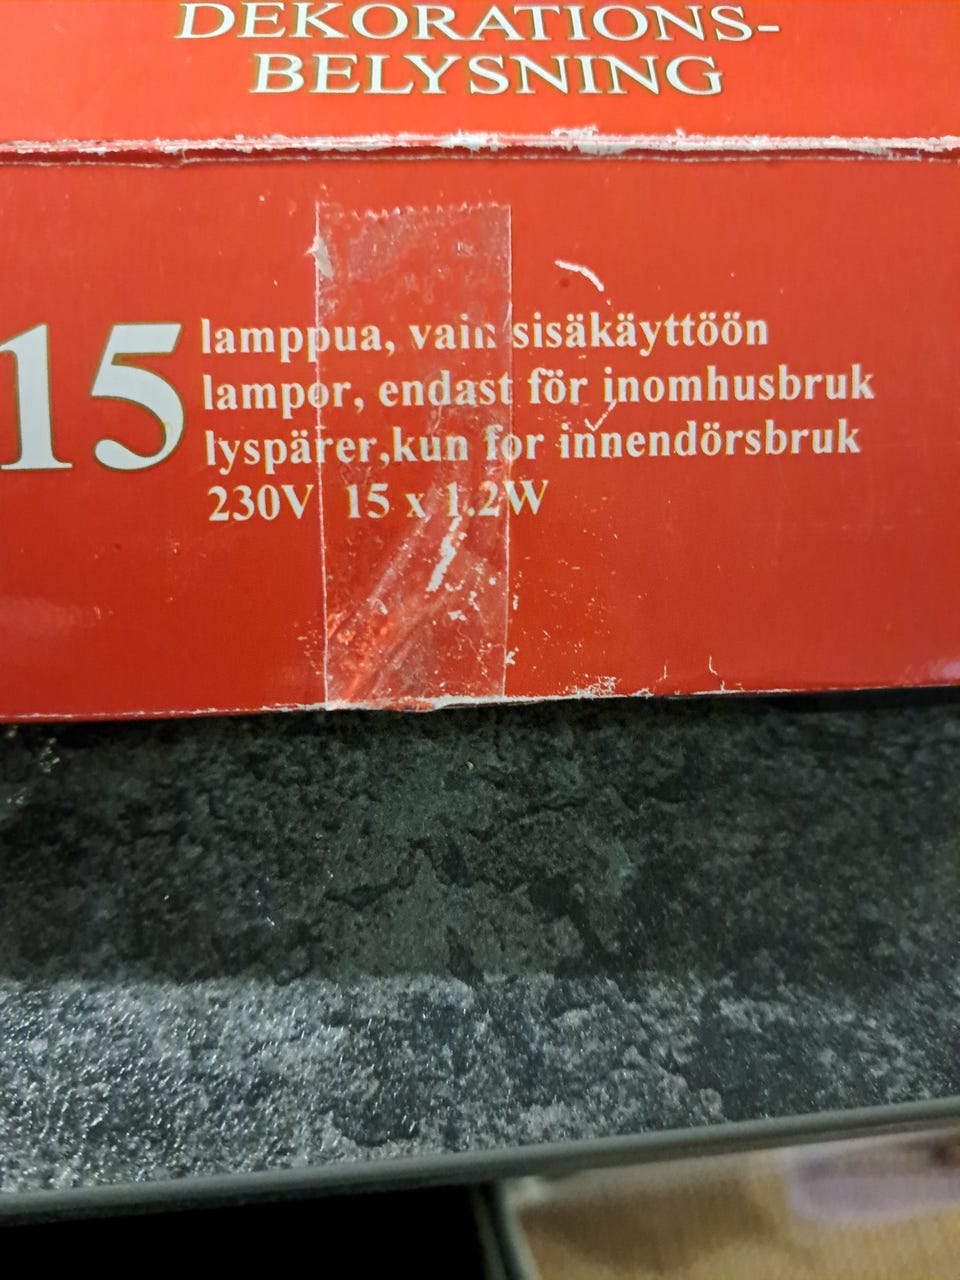 DEKORATIONS-
BELYSNING
15 lamppua, vain sisäkäyttöön
lampor, endast för inomhusbruk
lyspärer,kun for innendörsbruk
230V 15 x 1.2W